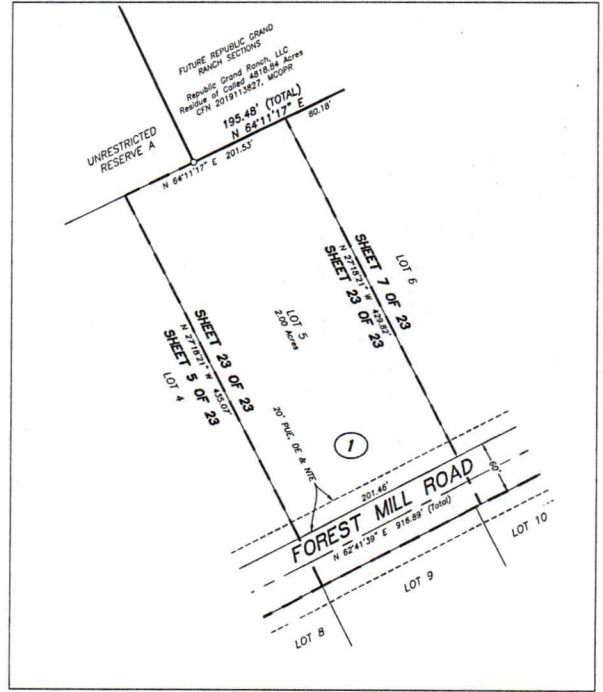 FUTURE REPUBLIC GRAND
RANCH SECTIONS
Republic Grand Ranch, LLC
Residue of Called 4818.84 Acres
CFN 2019113827, MCOPR
195.48' (TOTAL)
N 64°11'17" E
80.18'
UNRESTRICTED
RESERVE A
N 64°11'17" E 201.53'
LOT 6
SHEET 7 OF 23
N 27°18'21" W 429.82'
SHEET 23 OF 23
LOT 5
2.00 Acres
SHEET 23 OF 23
N 27°18'21" W 435.07'
SHEET 5 OF 23
LOT 4
20' PUE, DE & NTE
1
201.46'
60'
FOREST MILL ROAD
N 62°41'39" E 916.89' (Total)
LOT 10
LOT 9
LOT 8